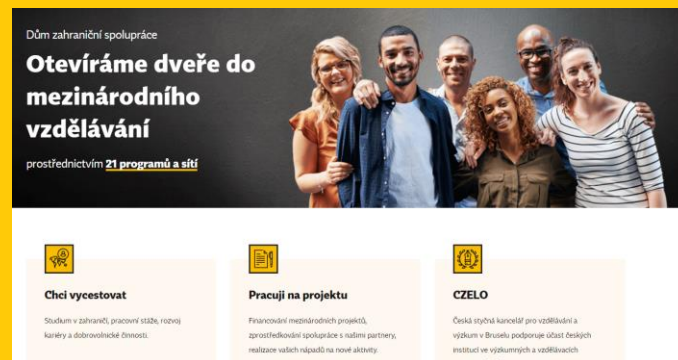 Dům zahraniční spolupráce
Otevíráme dveře do
mezinárodního
vzdělávání
prostřednictvím 21 programů a sítí
Chci vycestovat
Studium v zahraničí, pracovní stáže, rozvoj
kariéry a dobrovolnické činnosti.
Pracuji na projektu
Financování mezinárodních projektů,
zprostředkování spolupráce s našimi partnery,
realizace vašich nápadů na nové aktivity.
CZELO
Česká styčná kancelář pro vzdělávání a
výzkum v Bruselu podporuje účast českých
institucí ve výzkumných a vzdělávacích